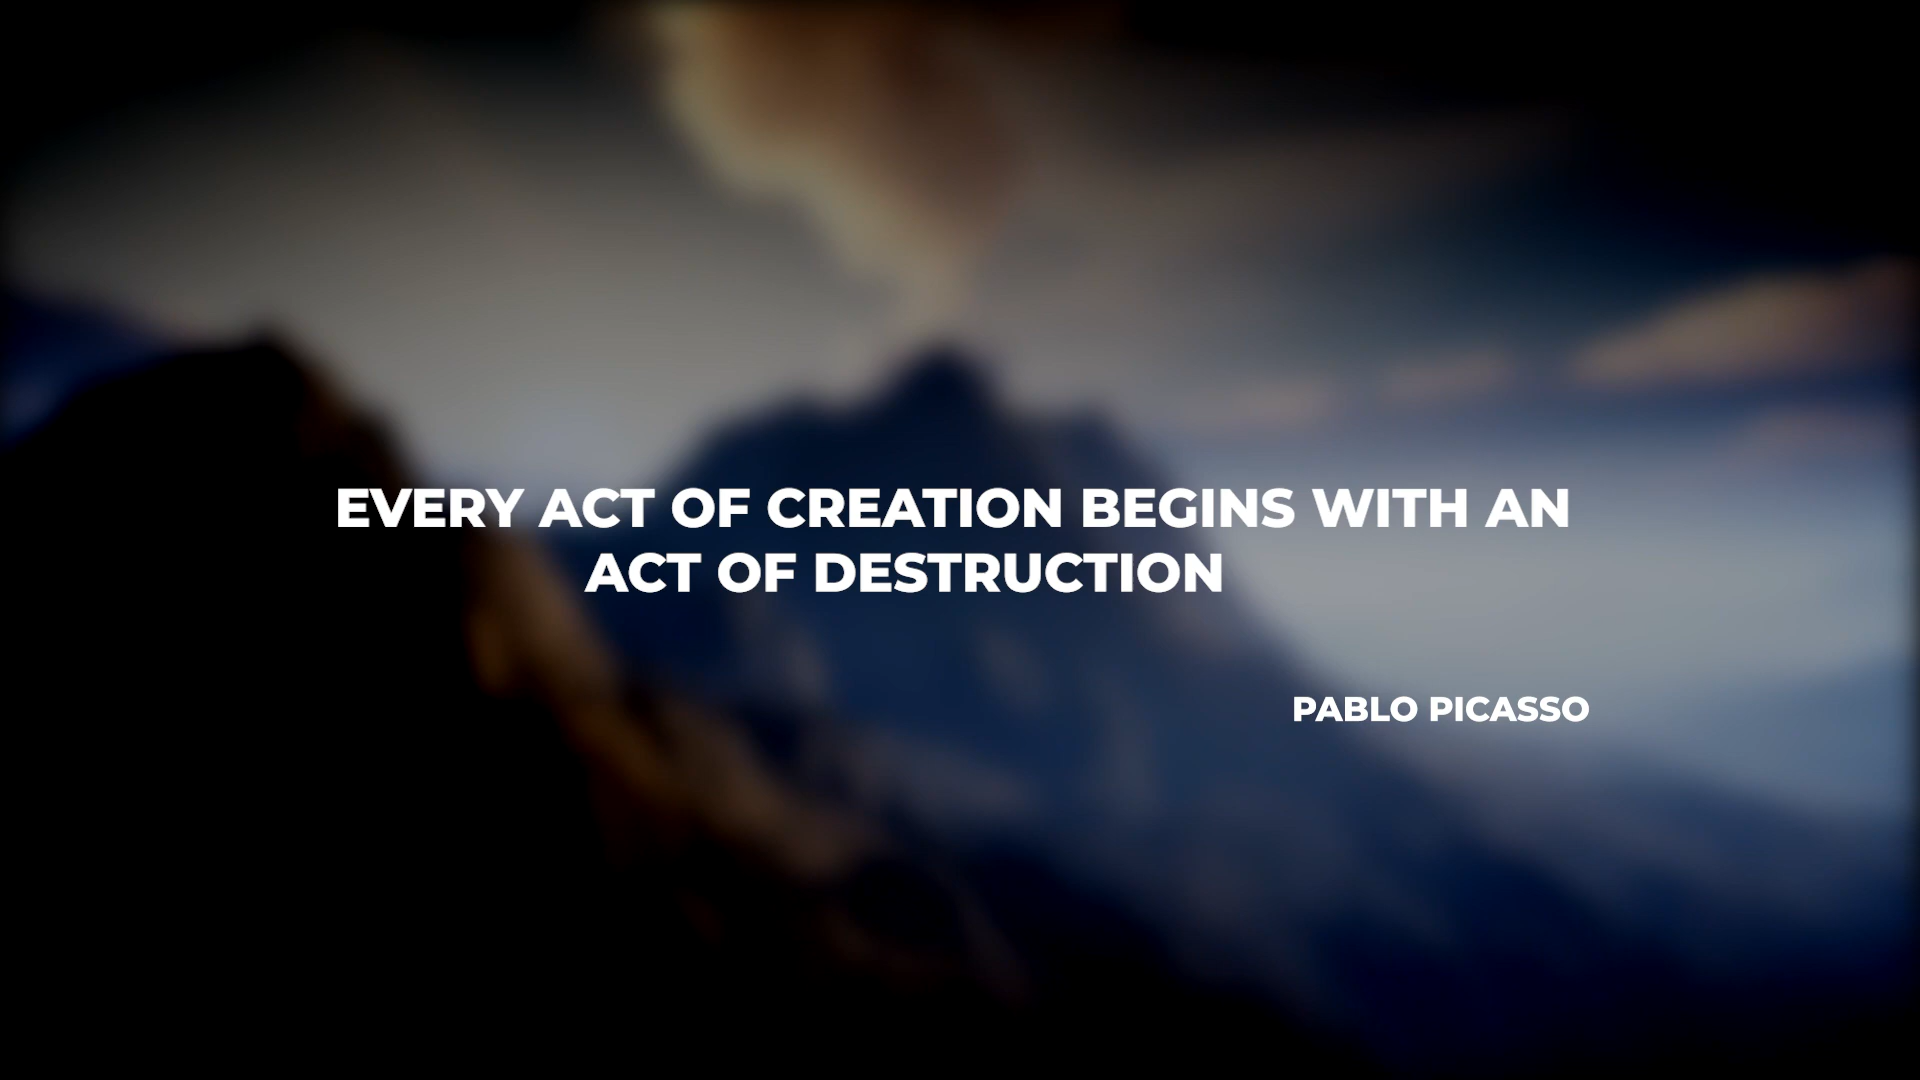 EVERY ACT OF CREATION BEGINS WITH AN
ACT OF DESTRUCTION
PABLO PICASSO